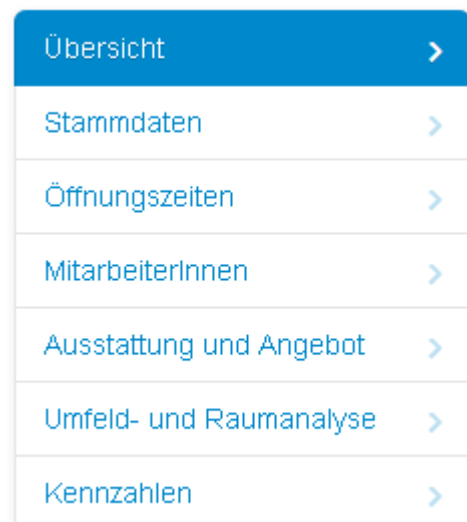 Übersicht
Stammdaten
Öffnungszeiten
MitarbeiterInnen
Ausstattung und Angebot
Umfeld- und Raumanalyse
Kennzahlen